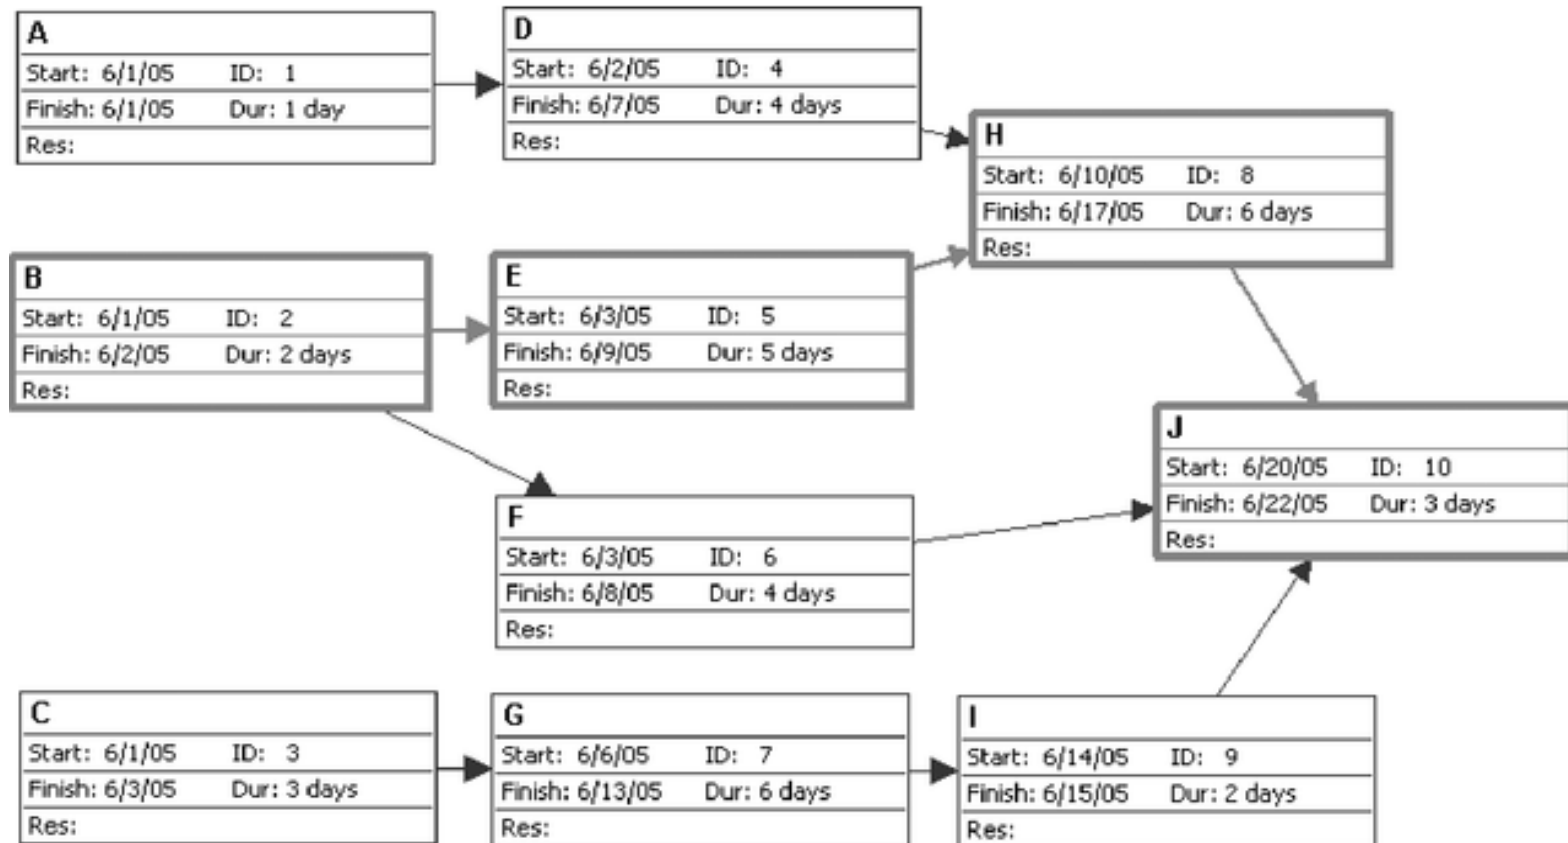 A
Start: 6/1/05 ID: 1
Finish: 6/1/05 Dur: 1 day
Res:
D
Start: 6/2/05 ID: 4
Finish: 6/7/05 Dur: 4 days
Res:
H
Start: 6/10/05 ID: 8
Finish: 6/17/05 Dur: 6 days
Res:
B
Start: 6/1/05 ID: 2
Finish: 6/2/05 Dur: 2 days
Res:
E
Start: 6/3/05 ID: 5
Finish: 6/9/05 Dur: 5 days
Res:
J
Start: 6/20/05 ID: 10
Finish: 6/22/05 Dur: 3 days
Res:
F
Start: 6/3/05 ID: 6
Finish: 6/8/05 Dur: 4 days
Res:
C
Start: 6/1/05 ID: 3
Finish: 6/3/05 Dur: 3 days
Res:
G
Start: 6/6/05 ID: 7
Finish: 6/13/05 Dur: 6 days
Res:
I
Start: 6/14/05 ID: 9
Finish: 6/15/05 Dur: 2 days
Res: